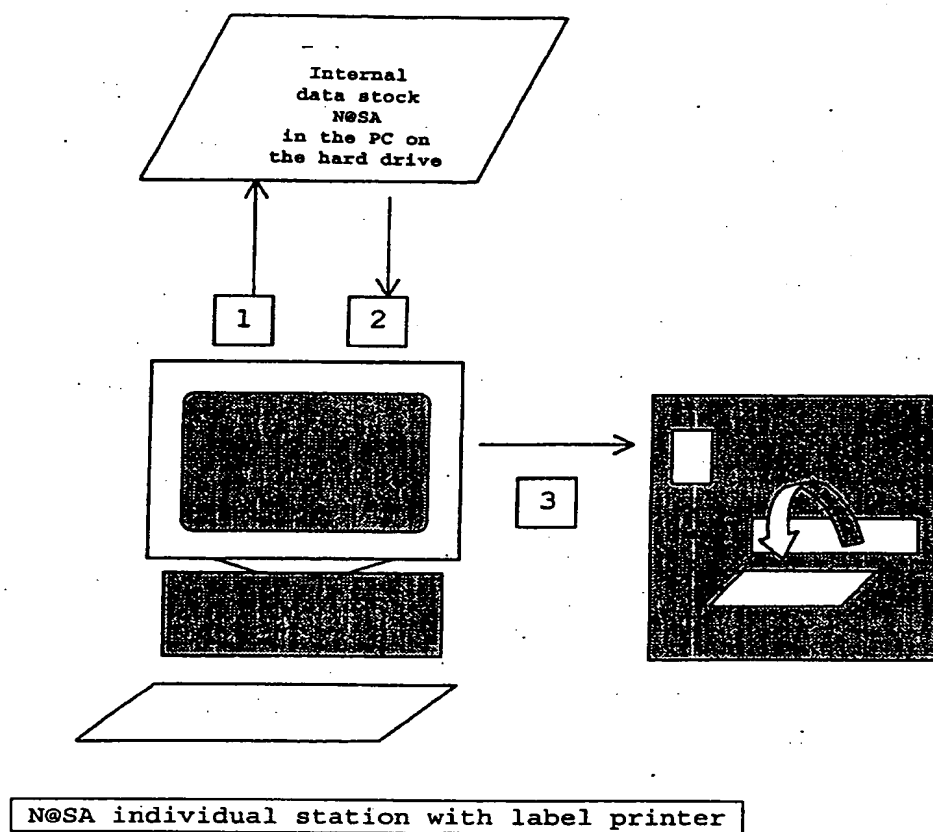 Internal
data stock
N@SA
in the PC on
the hard drive
1
2
3
N@SA individual station with label printer